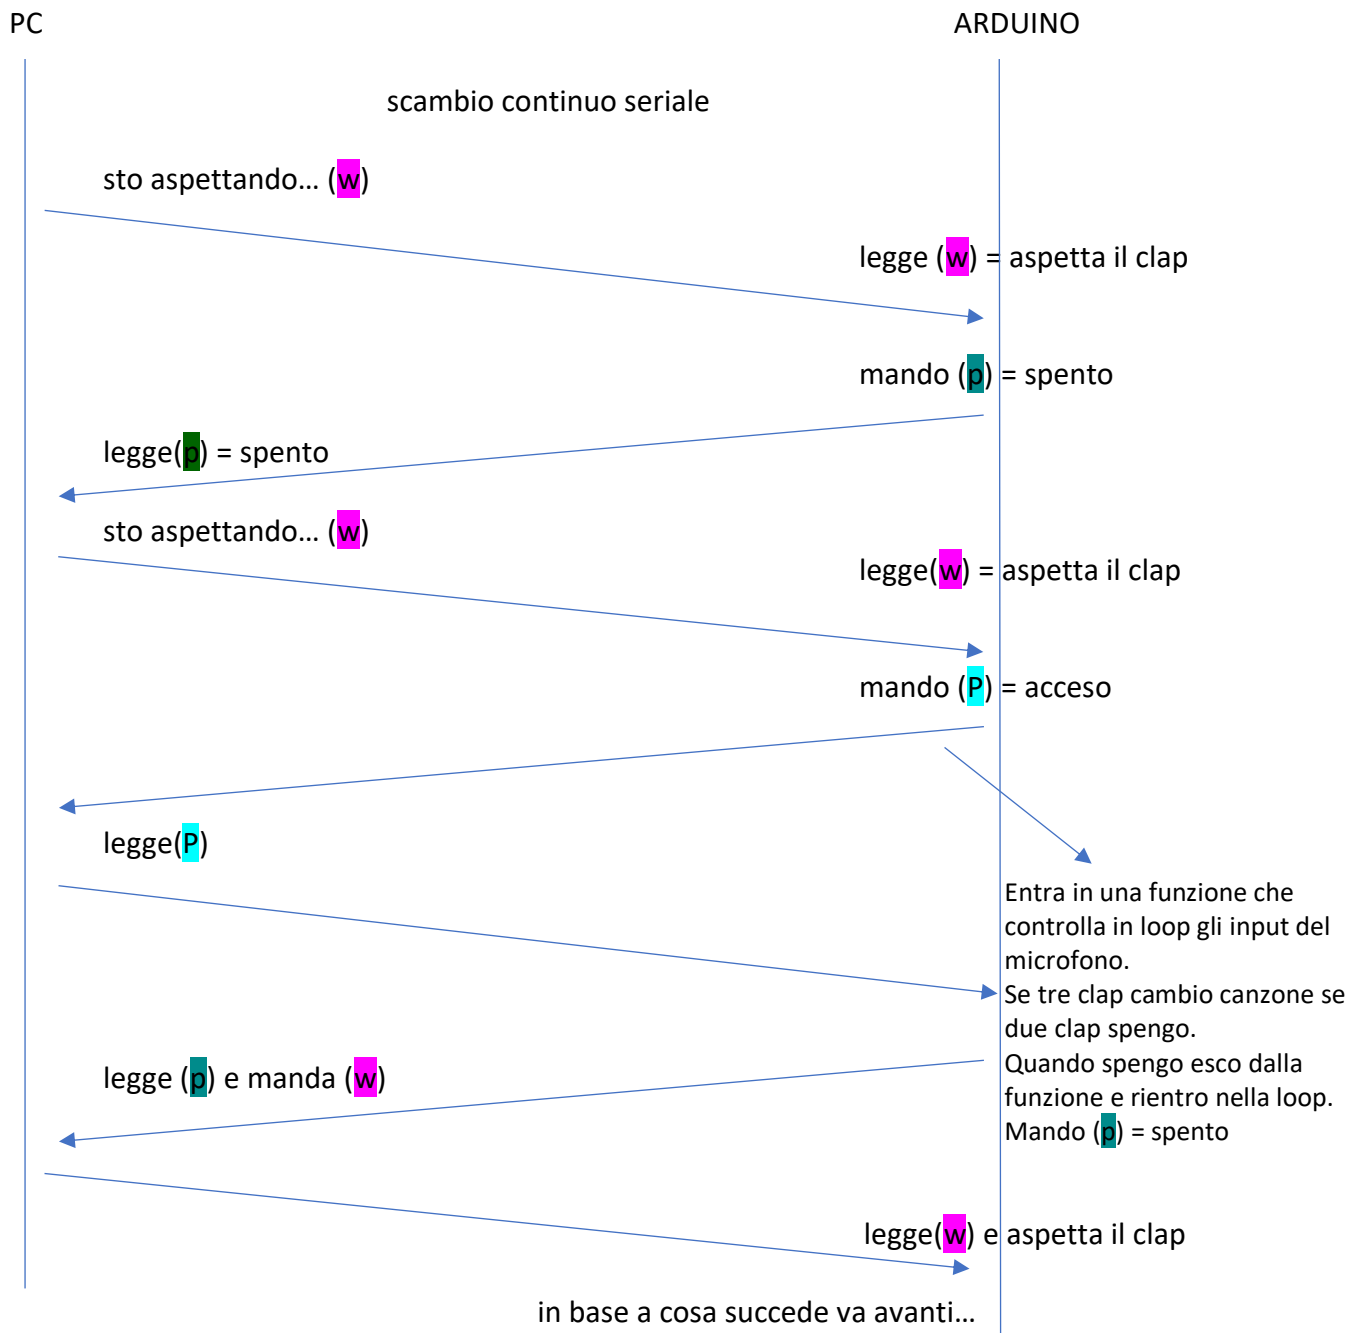 PC
ARDUINO
scambio continuo seriale
sto aspettando… (w)
legge (w) = aspetta il clap
mando (p) = spento
legge(p) = spento
sto aspettando… (w)
legge(w) = aspetta il clap
mando (P) = acceso
legge(P)
Entra in una funzione che
controlla in loop gli input del
microfono.
Se tre clap cambio canzone se
due clap spengo.
Quando spengo esco dalla
funzione e rientro nella loop.
Mando (p) = spento
legge (p) e manda (w)
legge(w) e aspetta il clap
in base a cosa succede va avanti…